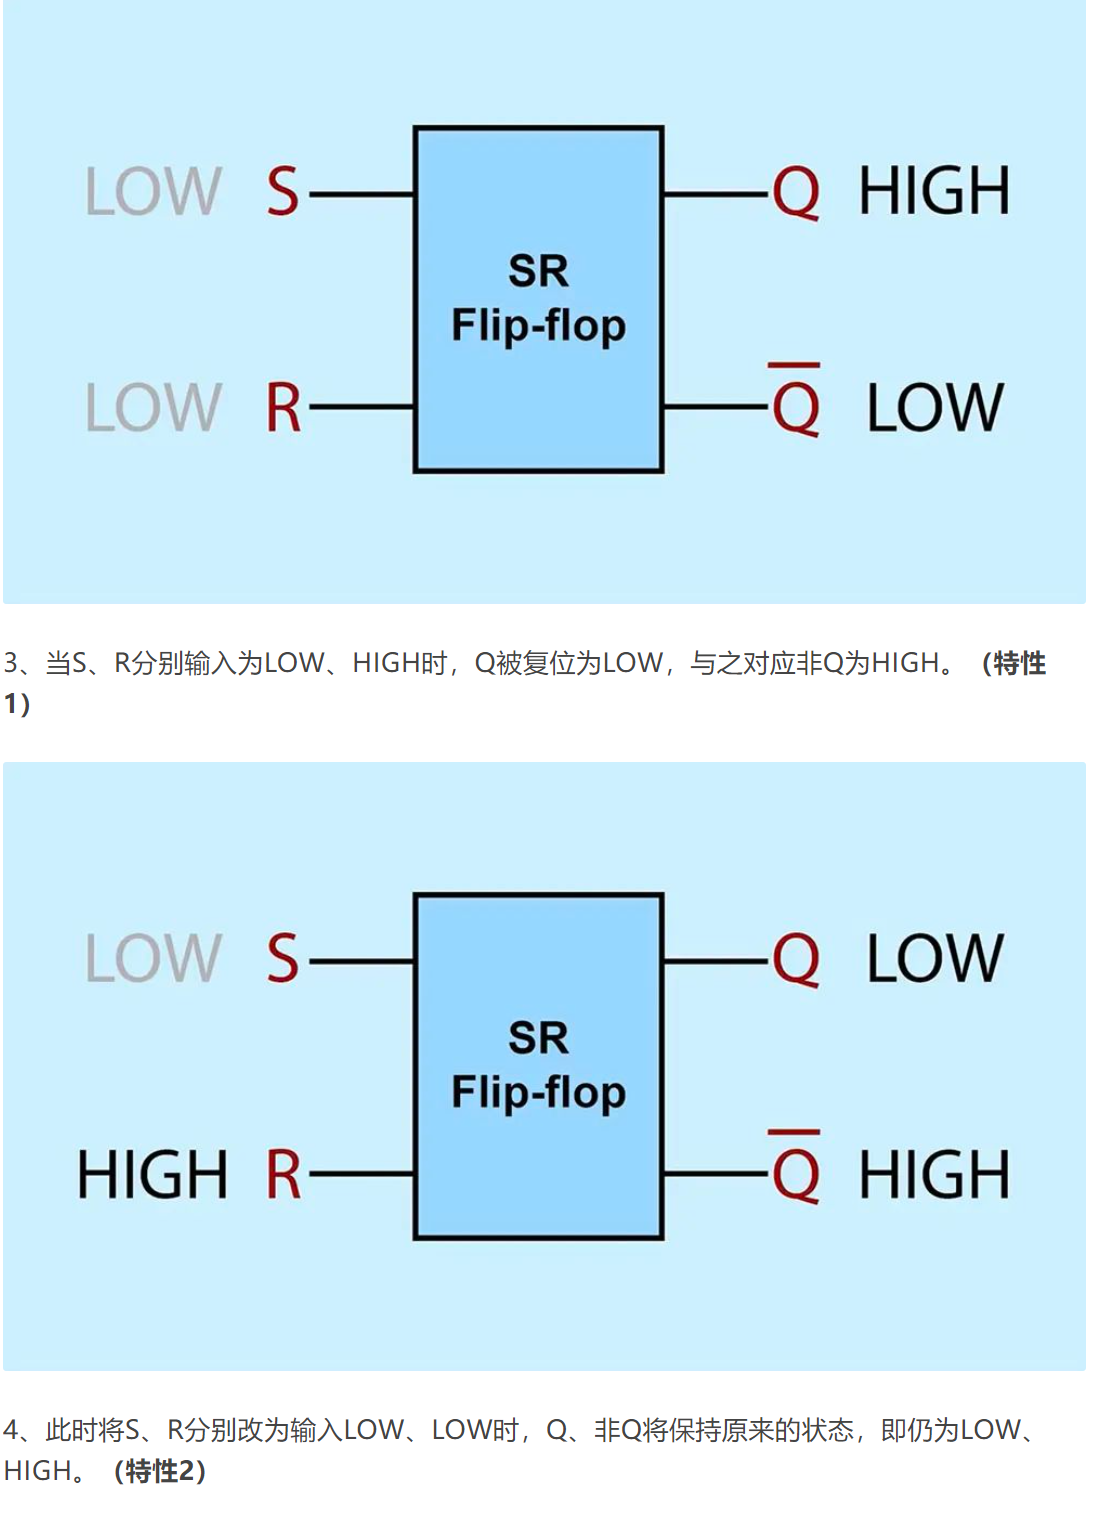 LOW S Q HIGH
SR
Flip-flop
LOW R Q LOW
3、当S、R分别输入为LOW、HIGH时，Q被复位为LOW，与之对应非Q为HIGH。（特性
1）
LOW S Q LOW
SR
Flip-flop
HIGH R Q HIGH
4、此时将S、R分别改为输入LOW、LOW时，Q、非Q将保持原来的状态，即仍为LOW、
HIGH。（特性2）